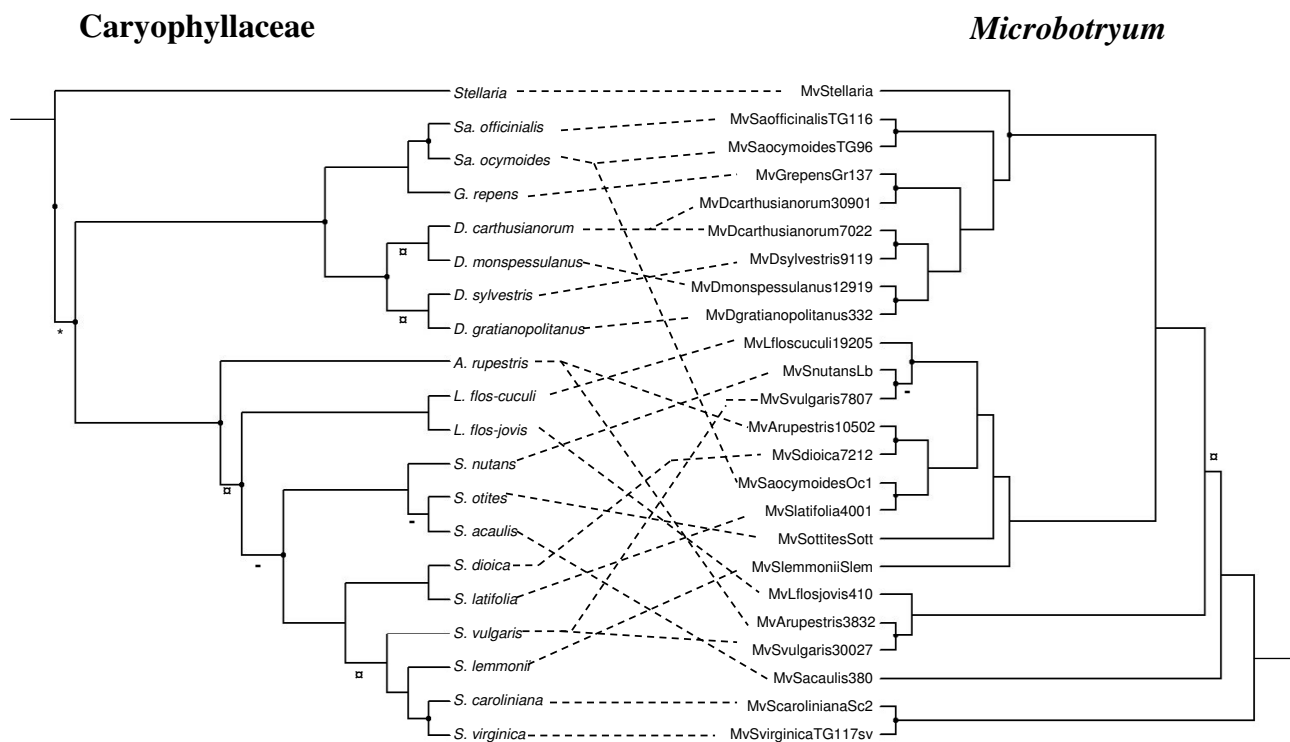 Caryophyllaceae
Microbotryum
Stellaria
Sa. officinialis
Sa. ocymoides
G. repens
D. carthusianorum
D. monspessulanus
D. sylvestris
D. gratianopolitanus
A. rupestris
L. flos-cuculi
L. flos-jovis
S. nutans
S. otites
S. acaulis
S. dioica
S. latifolia
S. vulgaris
S. lemmonii
S. caroliniana
S. virginica
MvStellaria
MvSaofficinalisTG116
MvSaocymoidesTG96
MvGrepensGr137
MvDcarthusianorum30901
MvDcarthusianorum7022
MvDsylvestris9119
MvDmonspessulanus12919
MvDgratianopolitanus332
MvLfloscuculi19205
MvSnutansLb
MvSvulgaris7807
MvArupestris10502
MvSdioica7212
MvSaocymoidesOc1
MvSlatifolia4001
MvSottitesSott
MvSlemmoniiSlem
MvLflosjovis410
MvArupestris3832
MvSvulgaris30027
MvSacaulis380
MvScarolinianaSc2
MvSvirginicaTG117sv
¤
¤
*
¤
-
-
¤
-
¤